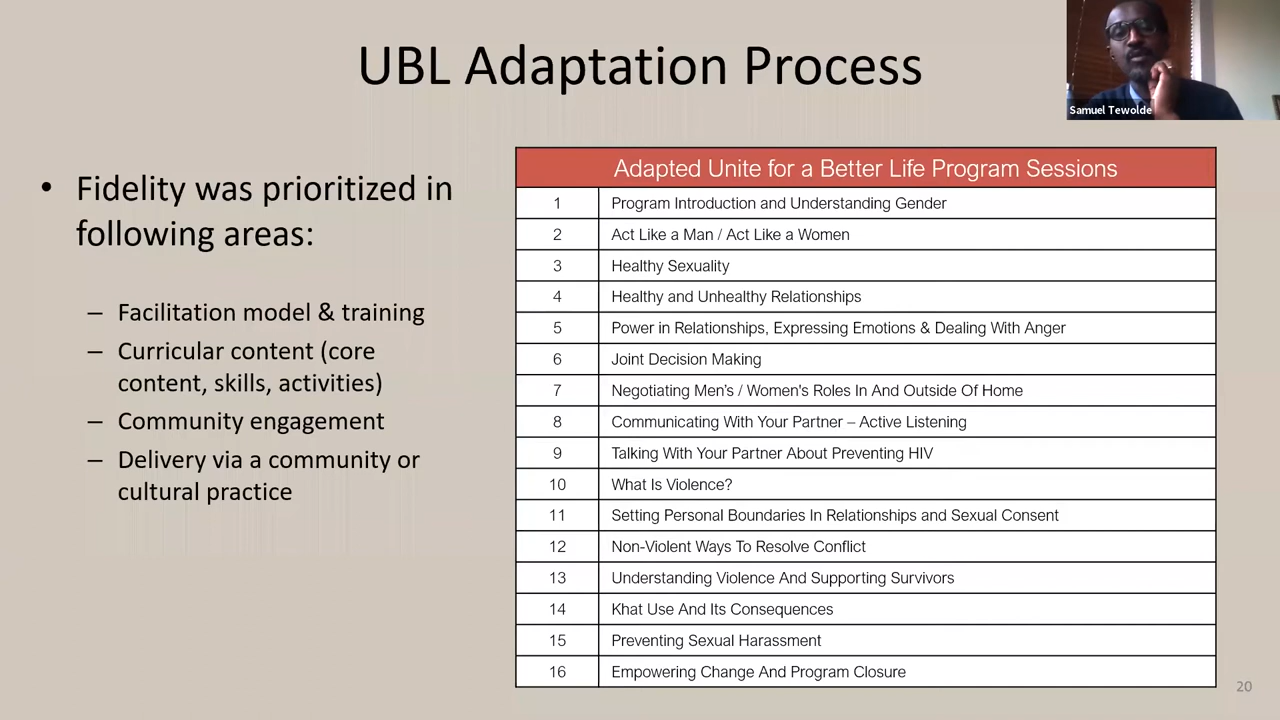 UBL Adaptation Process
Samuel Tewolde
• Fidelity was prioritized in
following areas:
– Facilitation model & training
– Curricular content (core
content, skills, activities)
– Community engagement
– Delivery via a community or
cultural practice
Adapted Unite for a Better Life Program Sessions
1 Program Introduction and Understanding Gender
2 Act Like a Man / Act Like a Women
3 Healthy Sexuality
4 Healthy and Unhealthy Relationships
5 Power in Relationships, Expressing Emotions & Dealing With Anger
6 Joint Decision Making
7 Negotiating Men's / Women's Roles In And Outside Of Home
8 Communicating With Your Partner – Active Listening
9 Talking With Your Partner About Preventing HIV
10 What Is Violence?
11 Setting Personal Boundaries In Relationships and Sexual Consent
12 Non-Violent Ways To Resolve Conflict
13 Understanding Violence And Supporting Survivors
14 Khat Use And Its Consequences
15 Preventing Sexual Harassment
16 Empowering Change And Program Closure
20